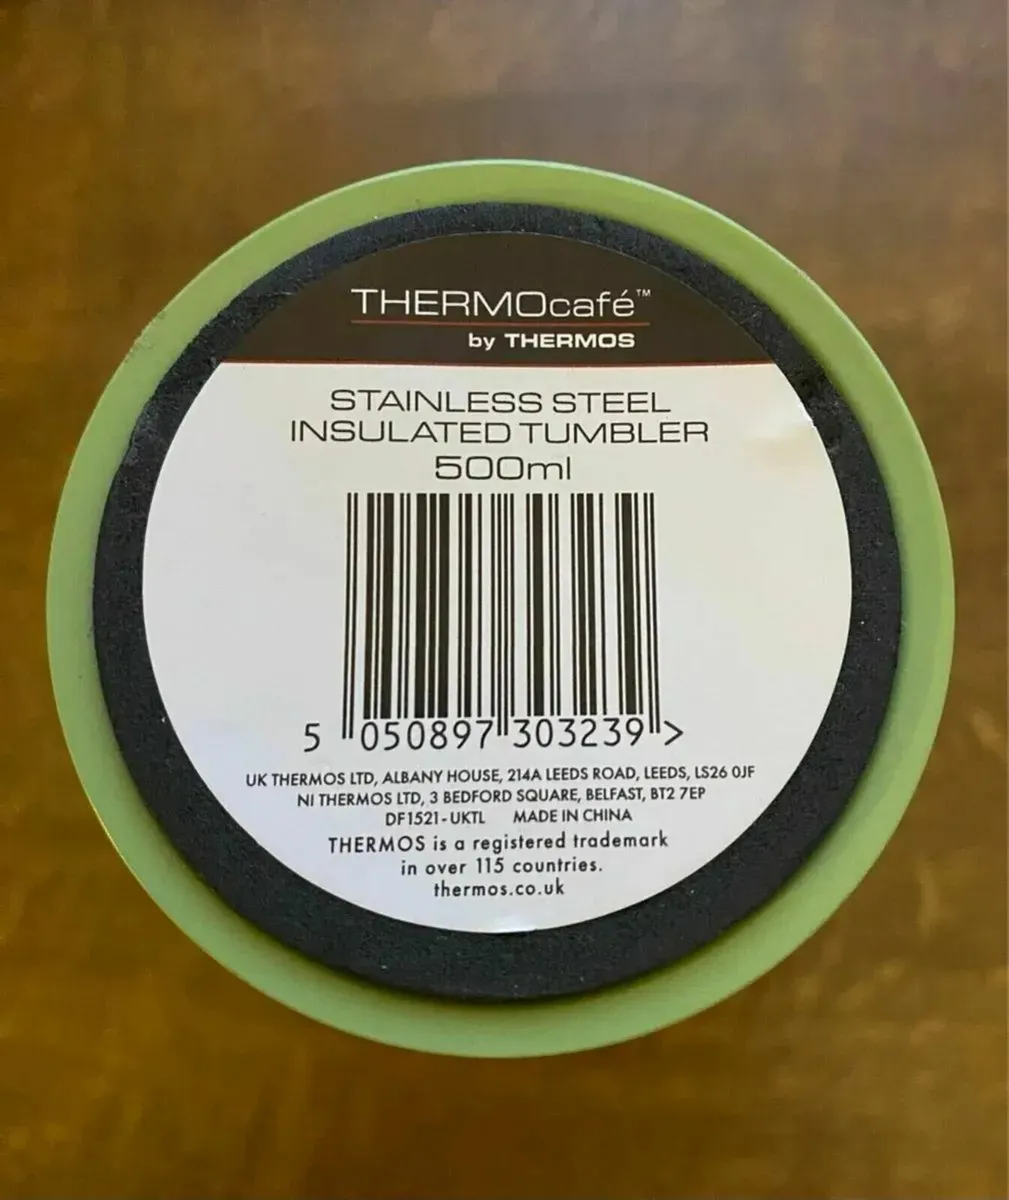 THERMOcafé™
by THERMOS
STAINLESS STEEL
INSULATED TUMBLER
500ml
5 050897 303239 >
UK THERMOS LTD, ALBANY HOUSE, 214A LEEDS ROAD, LEEDS, LS26 0JF
NI THERMOS LTD, 3 BEDFORD SQUARE, BELFAST, BT2 7EP
DF1521-UKTL MADE IN CHINA
THERMOS is a registered trademark
in over 115 countries.
thermos.co.uk